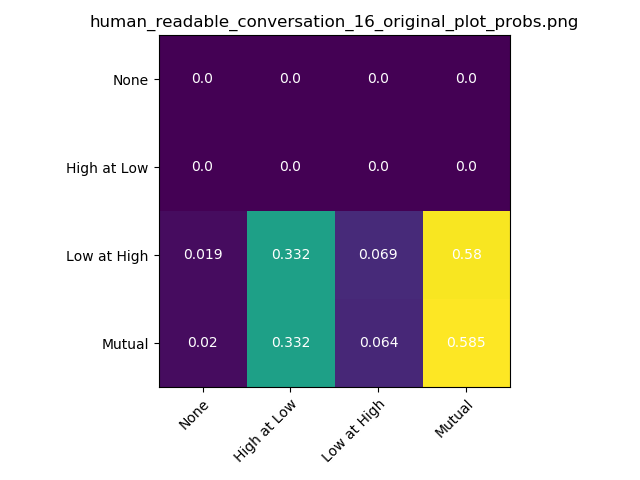 human_readable_conversation_16_original_plot_probs.png
None 0.0 0.0 0.0 0.0
High at Low 0.0 0.0 0.0 0.0
Low at High 0.019 0.332 0.069 0.58
Mutual 0.02 0.332 0.064 0.585
None High at Low Low at High Mutual